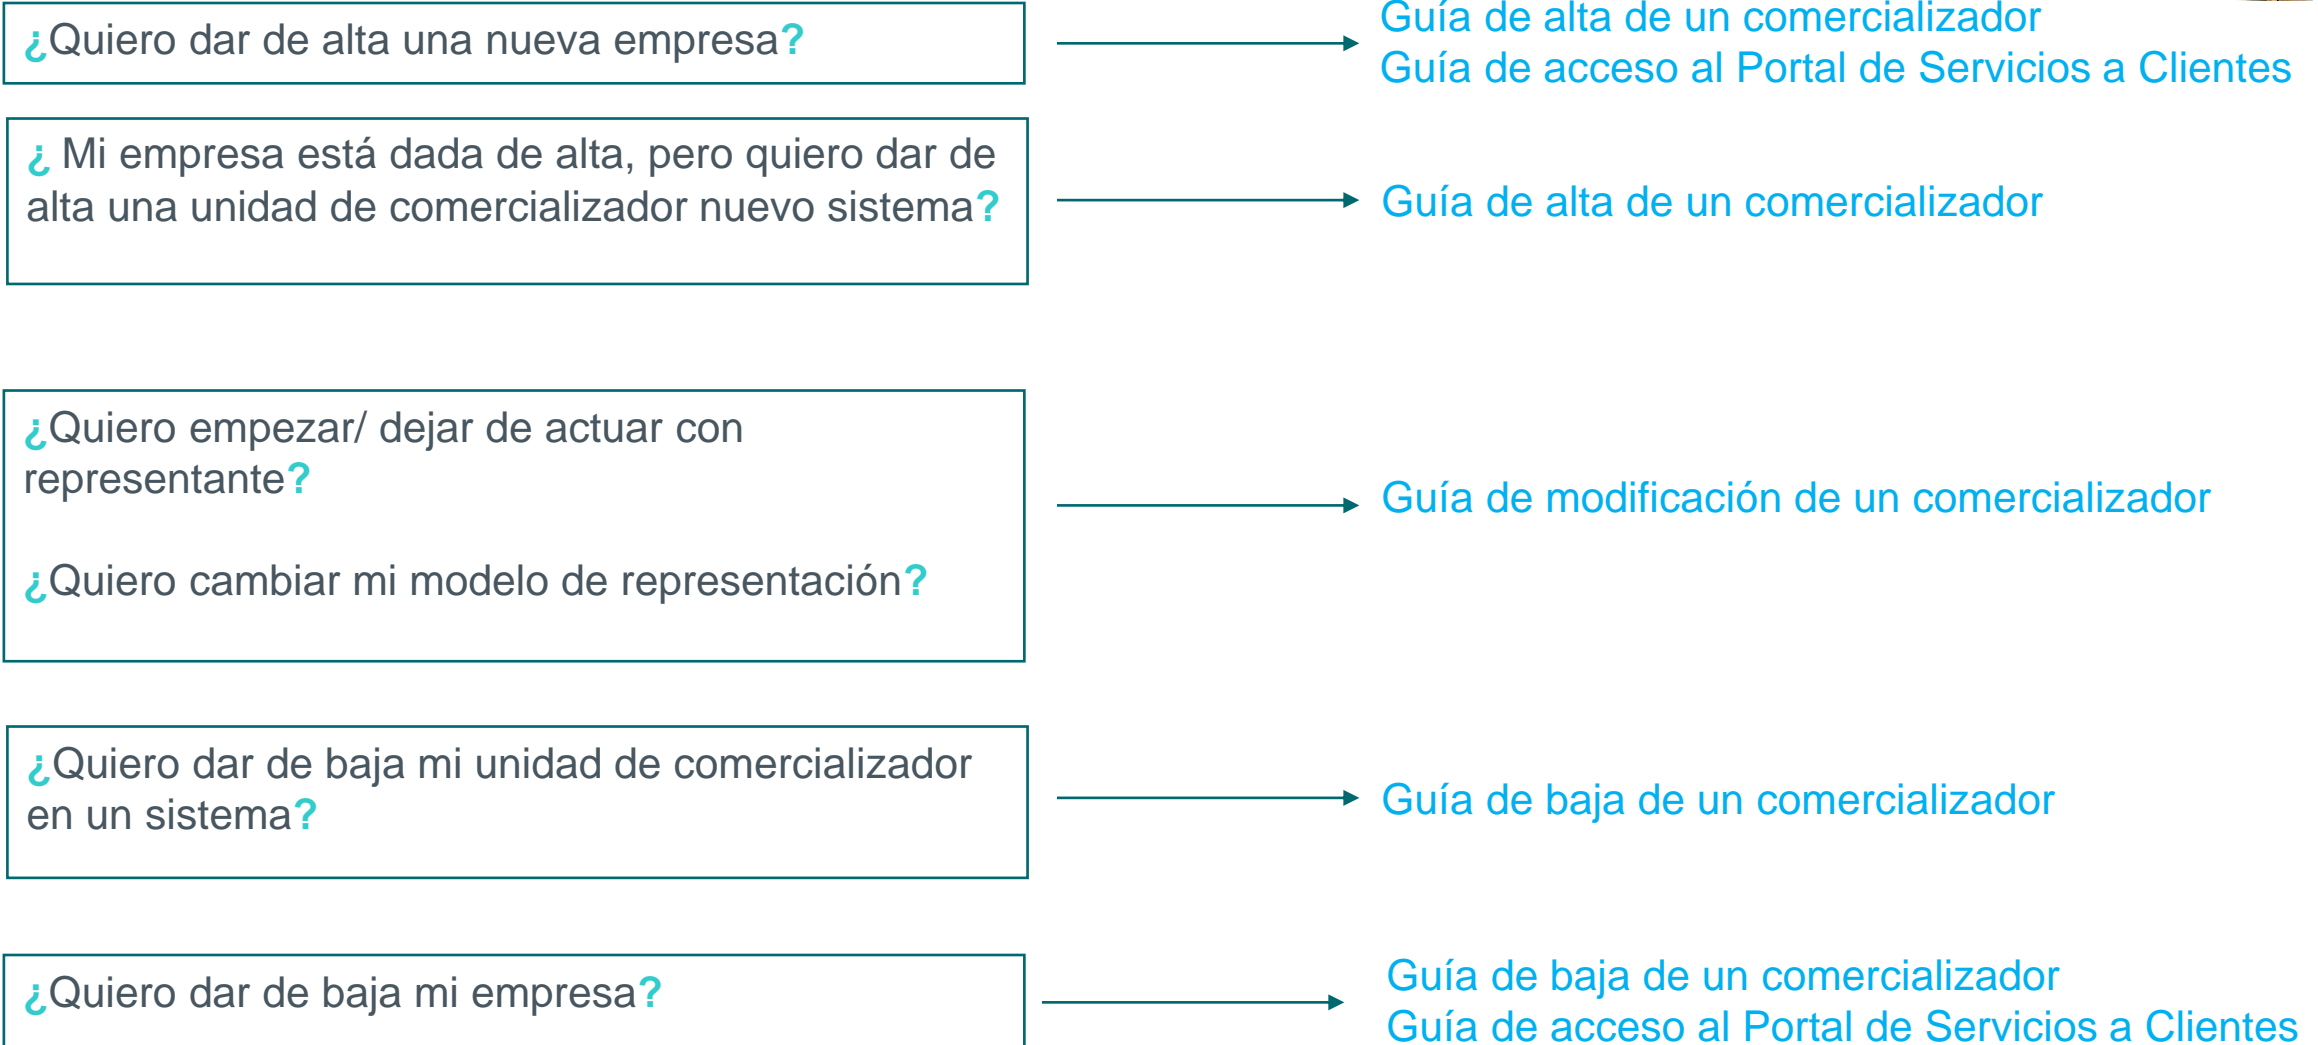 ¿Quiero dar de alta una nueva empresa?
Guía de alta de un comercializador
Guía de acceso al Portal de Servicios a Clientes
¿ Mi empresa está dada de alta, pero quiero dar de
alta una unidad de comercializador nuevo sistema?
Guía de alta de un comercializador
¿Quiero empezar/ dejar de actuar con
representante?
¿Quiero cambiar mi modelo de representación?
Guía de modificación de un comercializador
¿Quiero dar de baja mi unidad de comercializador
en un sistema?
Guía de baja de un comercializador
¿Quiero dar de baja mi empresa?
Guía de baja de un comercializador
Guía de acceso al Portal de Servicios a Clientes